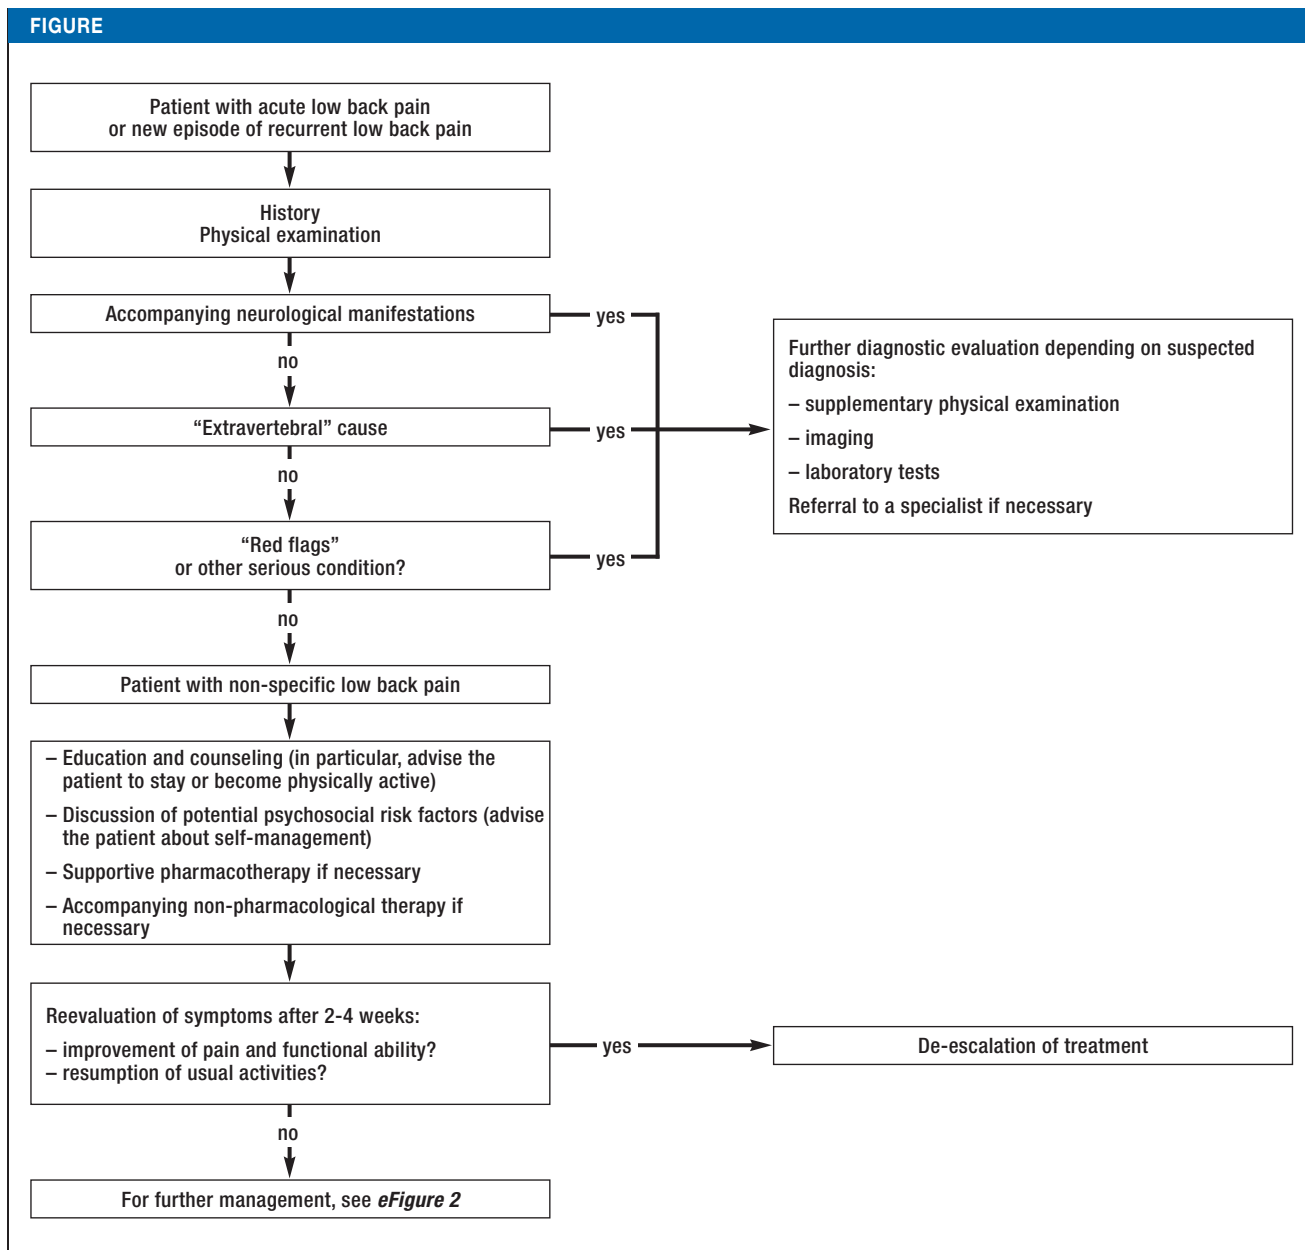 FIGURE
Patient with acute low back pain
or new episode of recurrent low back pain
History
Physical examination
Accompanying neurological manifestations
yes
no
“Extravertebral” cause
yes
no
“Red flags”
or other serious condition?
yes
no
Further diagnostic evaluation depending on suspected
diagnosis:
– supplementary physical examination
– imaging
– laboratory tests
Referral to a specialist if necessary
Patient with non-specific low back pain
– Education and counseling (in particular, advise the
patient to stay or become physically active)
– Discussion of potential psychosocial risk factors (advise
the patient about self-management)
– Supportive pharmacotherapy if necessary
– Accompanying non-pharmacological therapy if
necessary
Reevaluation of symptoms after 2-4 weeks:
– improvement of pain and functional ability?
– resumption of usual activities?
yes
De-escalation of treatment
no
For further management, see eFigure 2